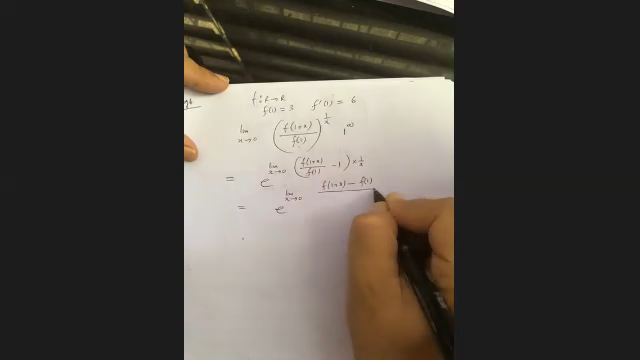 f: R → R
f(1) = 3 f'(1) = 6
lim x→0 (f(1+x)/f(1))^(1/x) 1^∞
= e^(lim x→0 (f(1+x)/f(1) - 1) × 1/x)
= e^(lim x→0 f(1+x) - f(1)